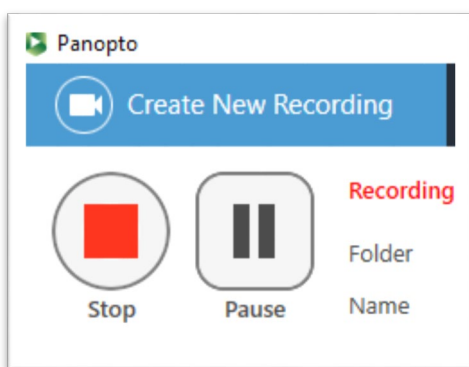 Panopto
Create New Recording
Recording
Folder
Name
Stop
Pause